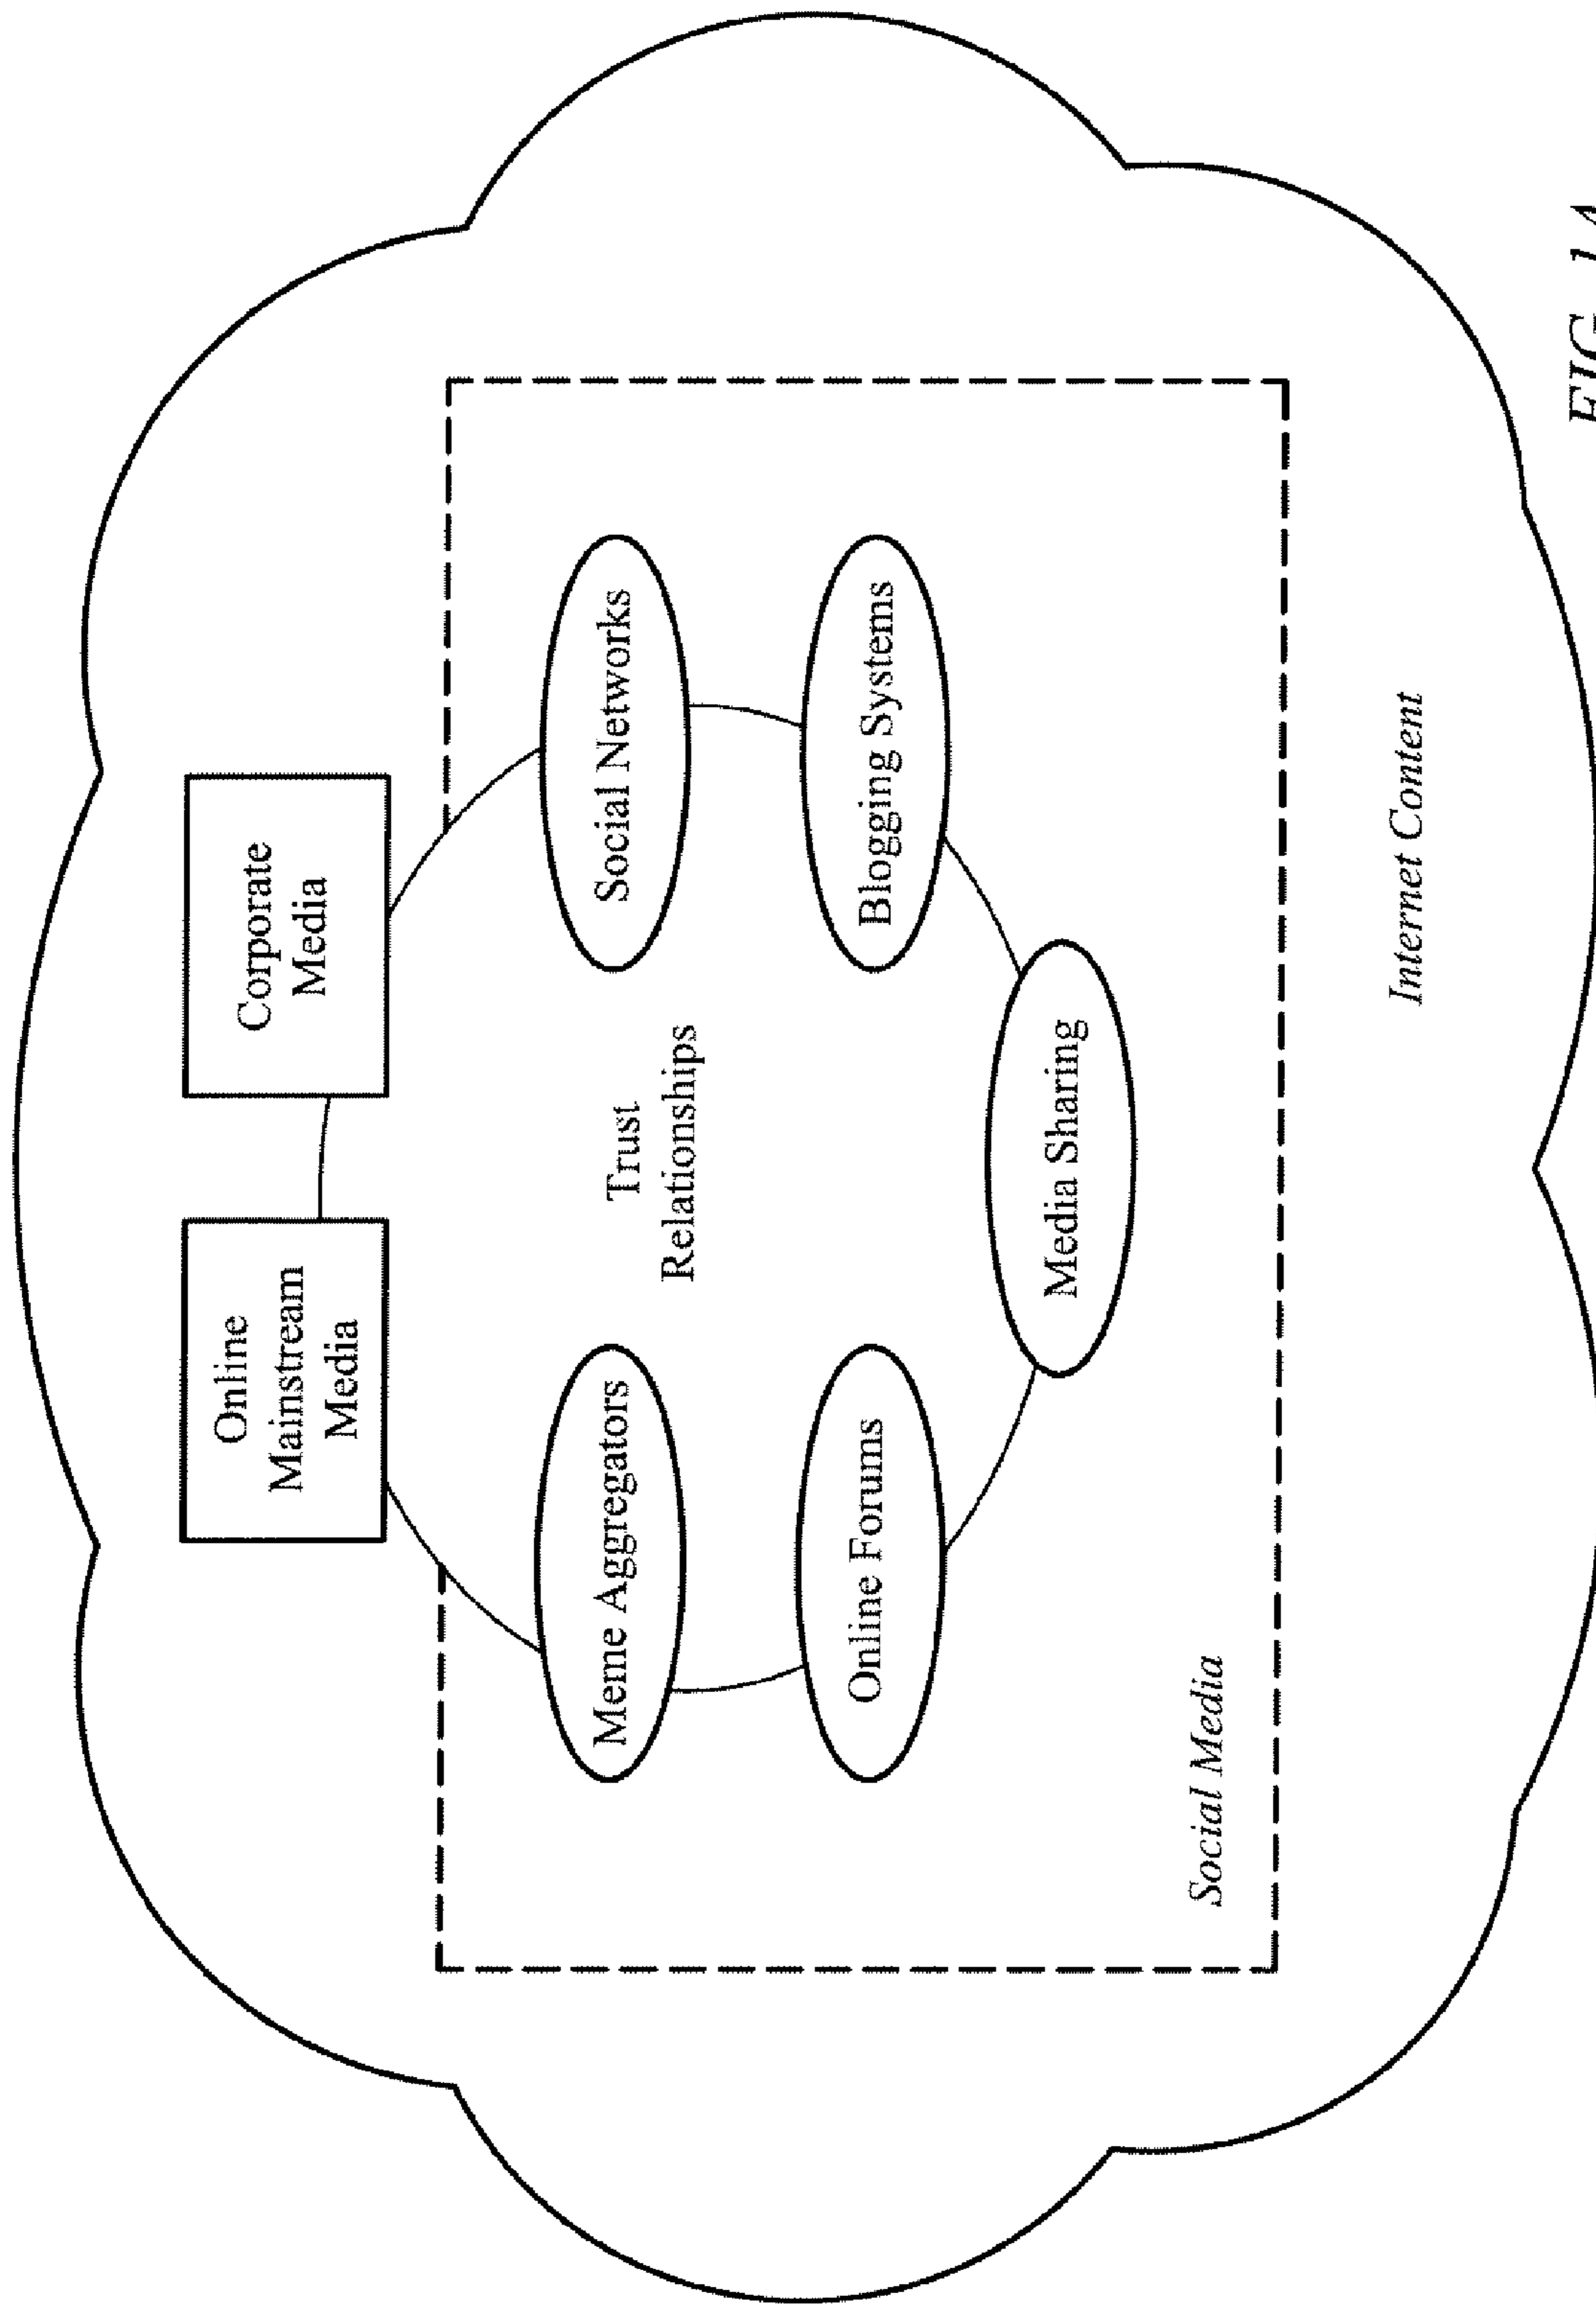 Online
Mainstream
Media
Corporate
Media
Meme Aggregators
Trust
Relationships
Social Networks
Online Forums
Blogging Systems
Media Sharing
Social Media
Internet Content
FIG. 1A